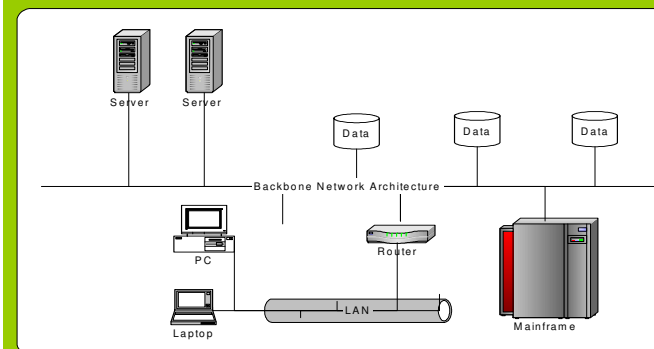 Server Server
Data Data Data
Backbone Network Architecture
PC
Router
LAN
Laptop
Mainframe